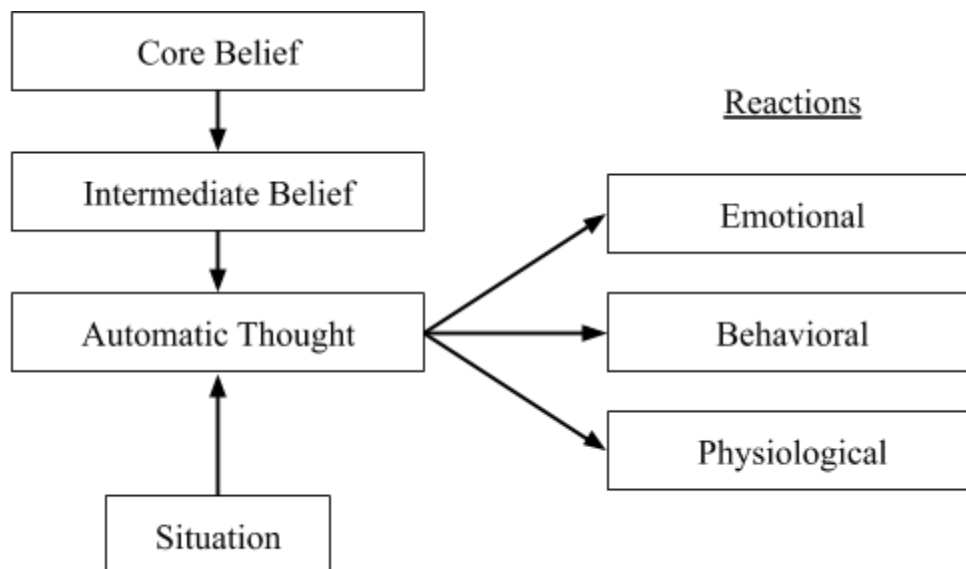 Core Belief
Reactions
Intermediate Belief
Emotional
Automatic Thought
Behavioral
Physiological
Situation